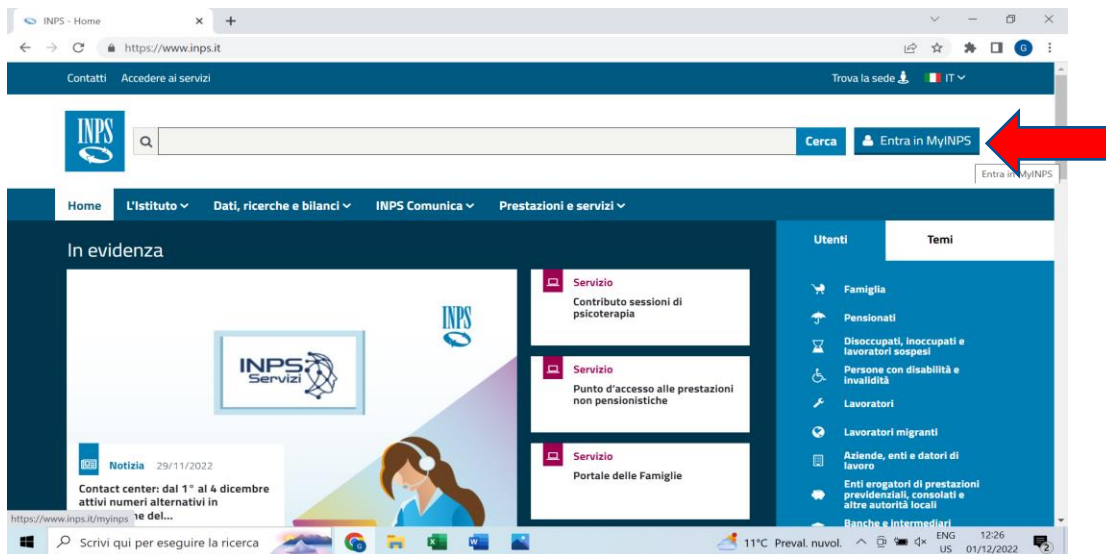 INPS - Home
https://www.inps.it
G
Contatti Accedere ai servizi
Trova la sede IT
INPS
Cerca
Entra in MyINPS
Entra in MyINPS
Home L'Istituto Dati, ricerche e bilanci INPS Comunica Prestazioni e servizi
In evidenza
INPS
INPS
Servizi
Notizia 29/11/2022
Contact center: dal 1° al 4 dicembre
attivi numeri alternativi in
ne del...
Servizio
Contributo sessioni di
psicoterapia
Servizio
Punto d'accesso alle prestazioni
non pensionistiche
Servizio
Portale delle Famiglie
Utenti Temi
Famiglia
Pensionati
Disoccupati, inoccupati e
lavoratori sospesi
Persone con disabilità e
invalidità
Lavoratori
Lavoratori migranti
Aziende, enti e datori di
lavoro
Enti erogatori di prestazioni
previdenziali, consolati e
altre autorità locali
Banche e intermediari
https://www.inps.it/myinps
Scrivi qui per eseguire la ricerca
11°C Preval. nuvol.
ENG
US
12:26
01/12/2022
2